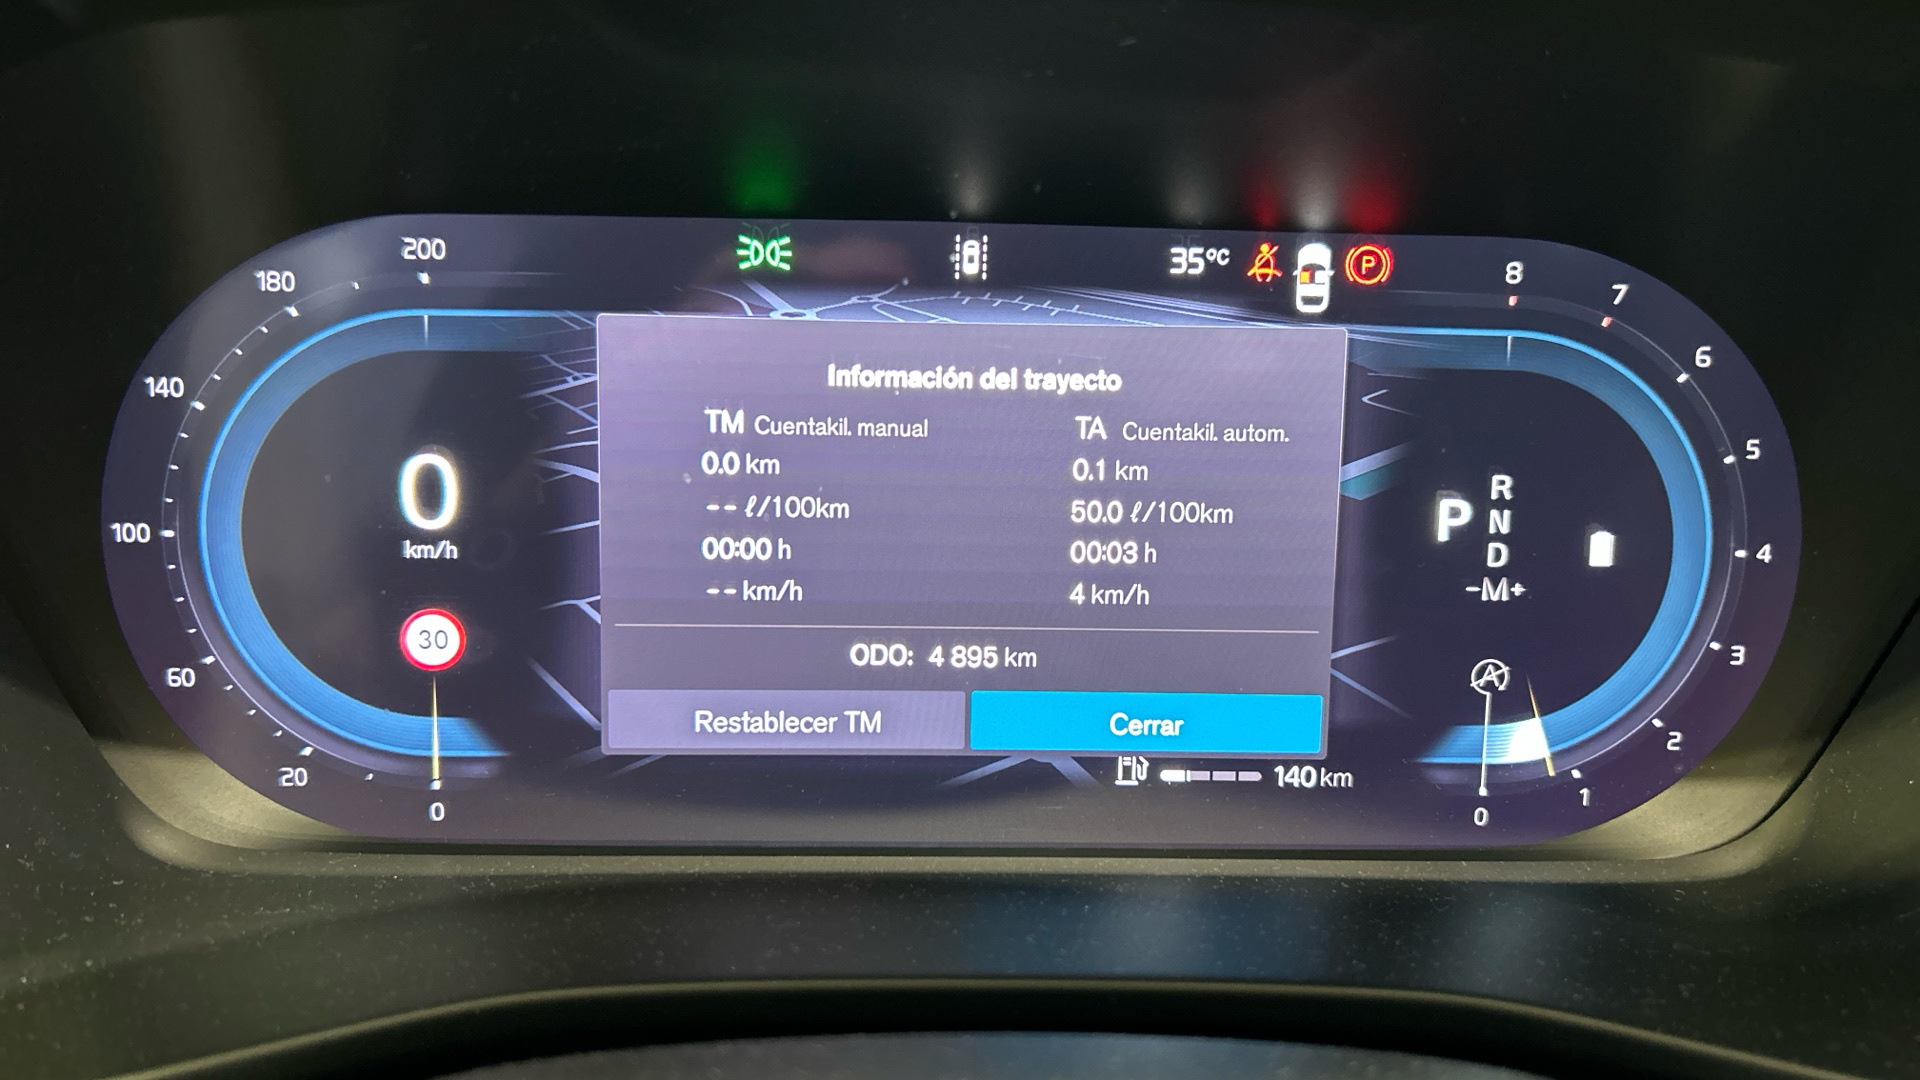 200
180
140
100
60
20
0
0
km/h
30
35°C
P
8
7
6
5
4
3
2
1
0
Información del trayecto
TM Cuentakil. manual
0.0 km
-- ℓ/100km
00:00 h
-- km/h
TA Cuentakil. autom.
0.1 km
50.0 ℓ/100km
00:03 h
4 km/h
ODO: 4 895 km
Restablecer TM
Cerrar
140 km
R
P N
D
-M+
A